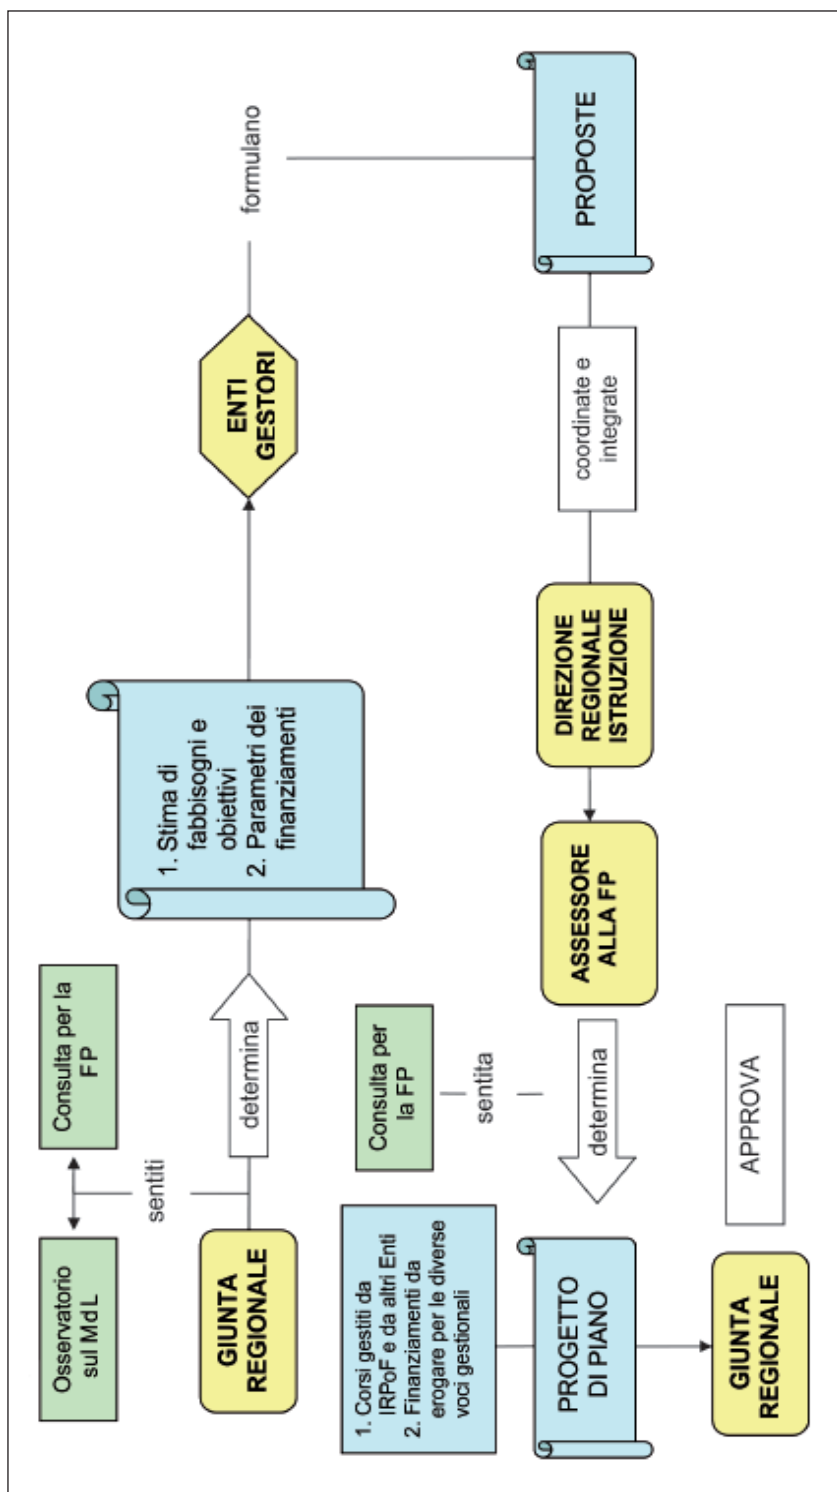 Osservatorio
sul MdL
Consulta per la
FP
sentiti
GIUNTA
REGIONALE
determina
1. Stima di
fabbisogni e
obiettivi
2. Parametri dei
finanziamenti
ENTI
GESTORI
formulano
PROPOSTE
coordinate e
integrate
DIREZIONE
REGIONALE
ISTRUZIONE
ASSESSORE
ALLA FP
Consulta per
la FP
sentita
determina
1. Corsi gestiti da
IRPoF e da altri Enti
2. Finanziamenti da
erogare per le diverse
voci gestionali
PROGETTO
DI PIANO
GIUNTA
REGIONALE
APPROVA